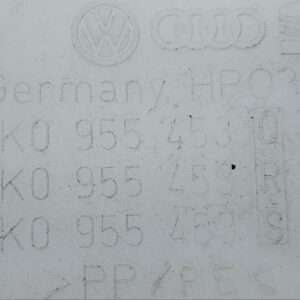 Germany HPO
K0 955 453 Q
K0 955 453 R
K0 955 453 S
>PP/PE<